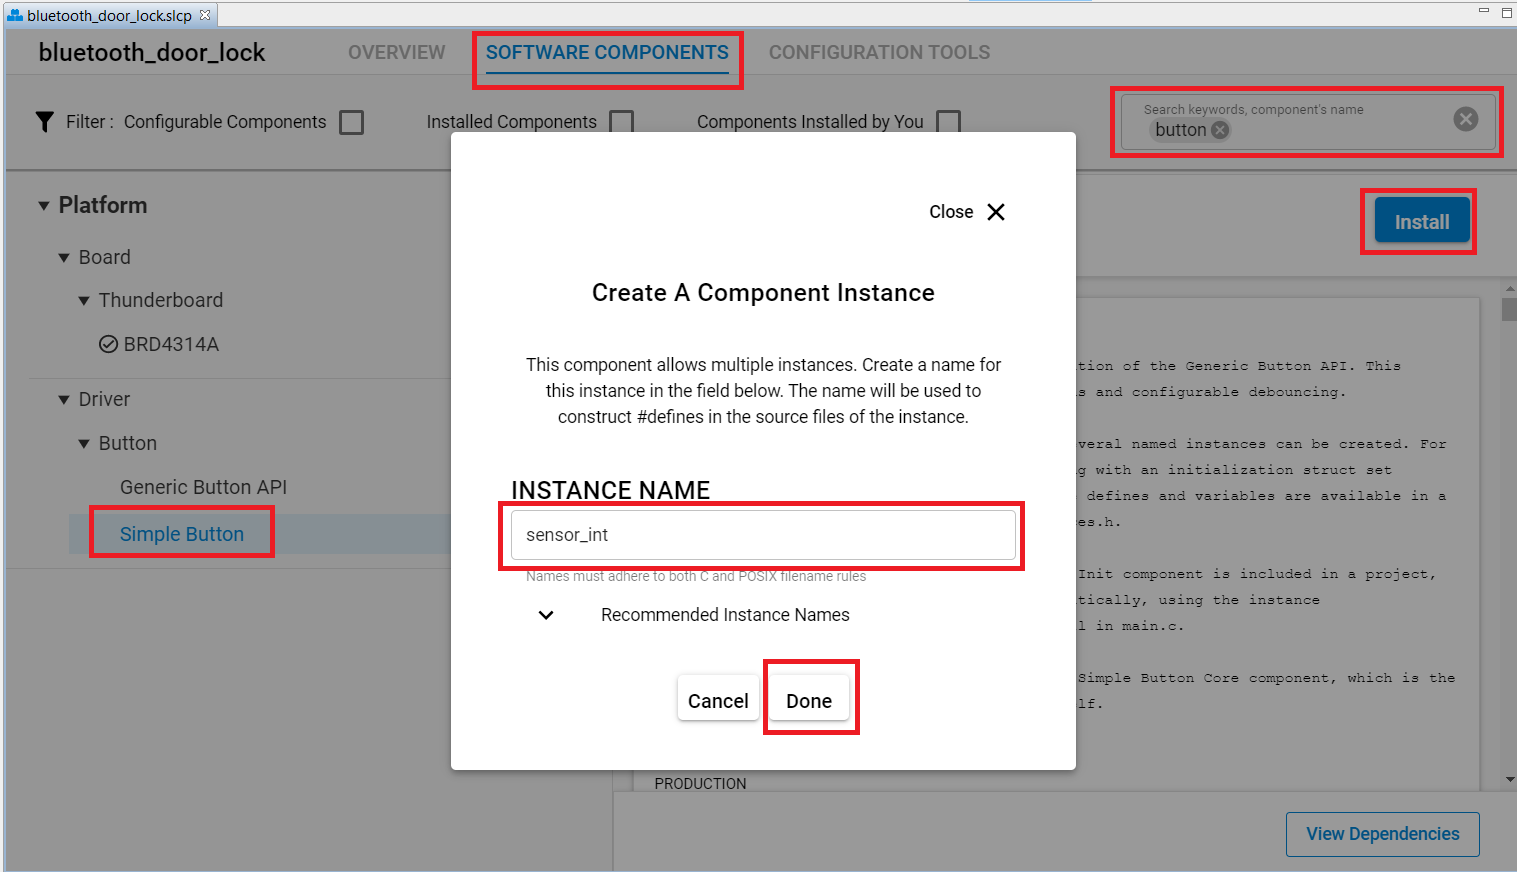 bluetooth_door_lock.slcp
bluetooth_door_lock
OVERVIEW
SOFTWARE COMPONENTS
CONFIGURATION TOOLS
Filter :
Configurable Components
Installed Components
Components Installed by You
Search keywords, component's name
button
Platform
Board
Thunderboard
BRD4314A
Driver
Button
Generic Button API
Simple Button
Close
Create A Component Instance
This component allows multiple instances. Create a name for
this instance in the field below. The name will be used to
construct #defines in the source files of the instance.
INSTANCE NAME
sensor_int
Names must adhere to both C and POSIX filename rules
Recommended Instance Names
Cancel
Done
Install
tion of the Generic Button API. This
s and configurable debouncing.
veral named instances can be created. For
g with an initialization struct set
defines and variables are available in a
es.h.
Init component is included in a project,
tically, using the instance
l in main.c.
Simple Button Core component, which is the
lf.
PRODUCTION
View Dependencies